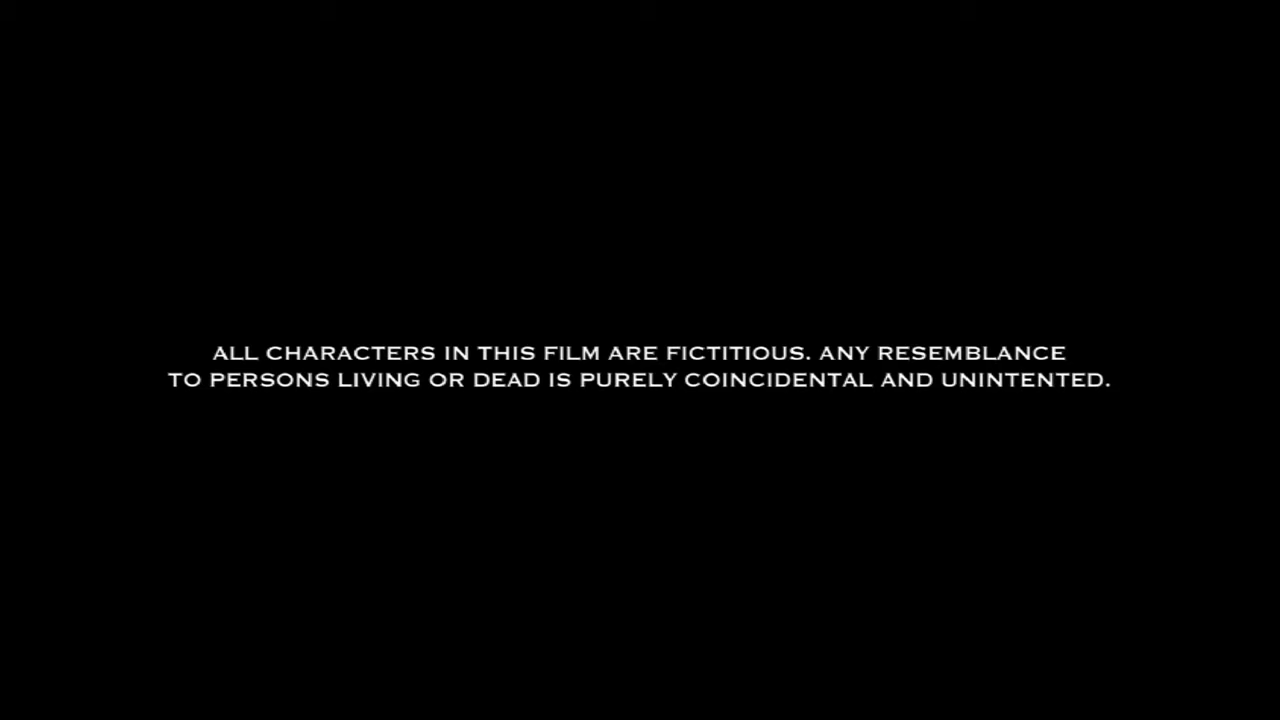 ALL CHARACTERS IN THIS FILM ARE FICTITIOUS. ANY RESEMBLANCE
TO PERSONS LIVING OR DEAD IS PURELY COINCIDENTAL AND UNINTENTED.